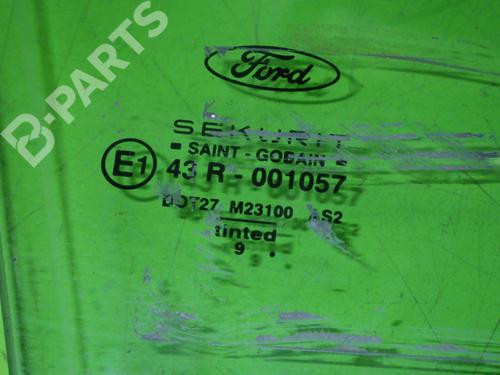 B-PARTS
Ford
SEKURIT
SAINT - GOBAIN
E1
43 R - 001057
DOT27 M23100 AS2
tinted
9 .